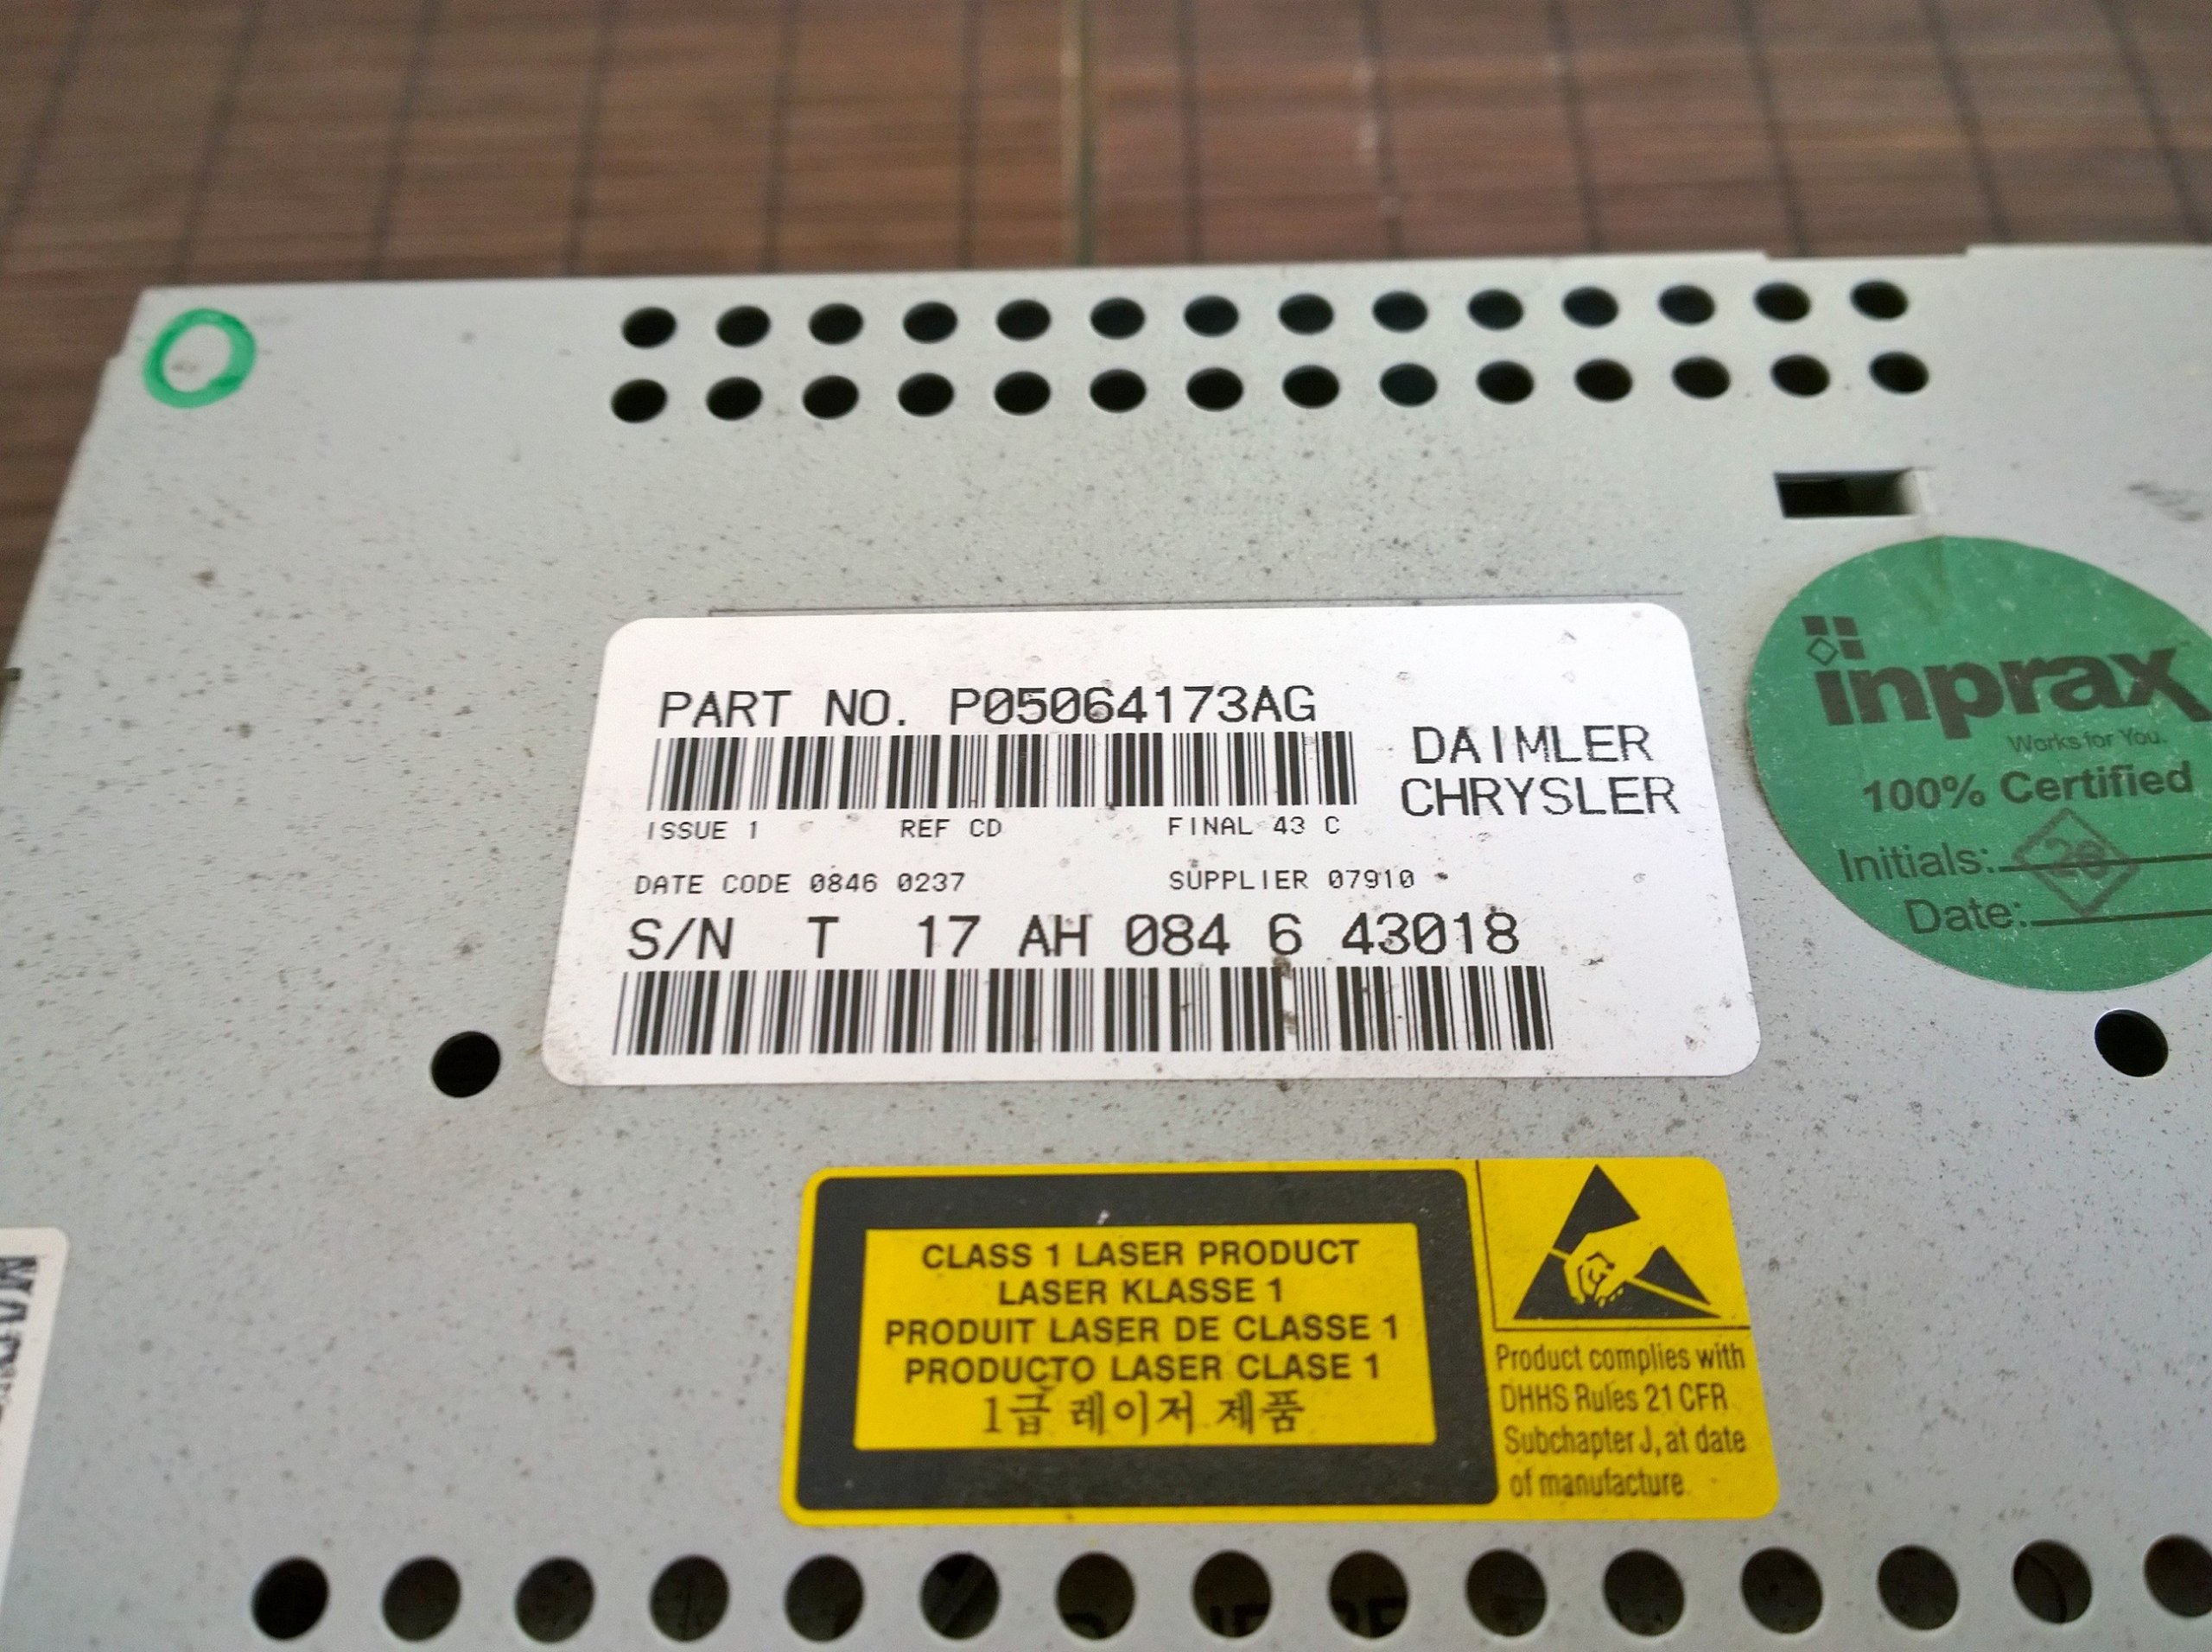 PART NO. P05064173AG
DAIMLER
CHRYSLER
ISSUE 1 REF CD FINAL 43 C
DATE CODE 0846 0237 SUPPLIER 07910
S/N T 17 AH 084 6 43018
inprax
Works for You.
100% Certified
Initials: 26
Date:
CLASS 1 LASER PRODUCT
LASER KLASSE 1
PRODUIT LASER DE CLASSE 1
PRODUCTO LASER CLASE 1
1급 레이저 제품
Product complies with
DHHS Rules 21 CFR
Subchapter J, at date
of manufacture.